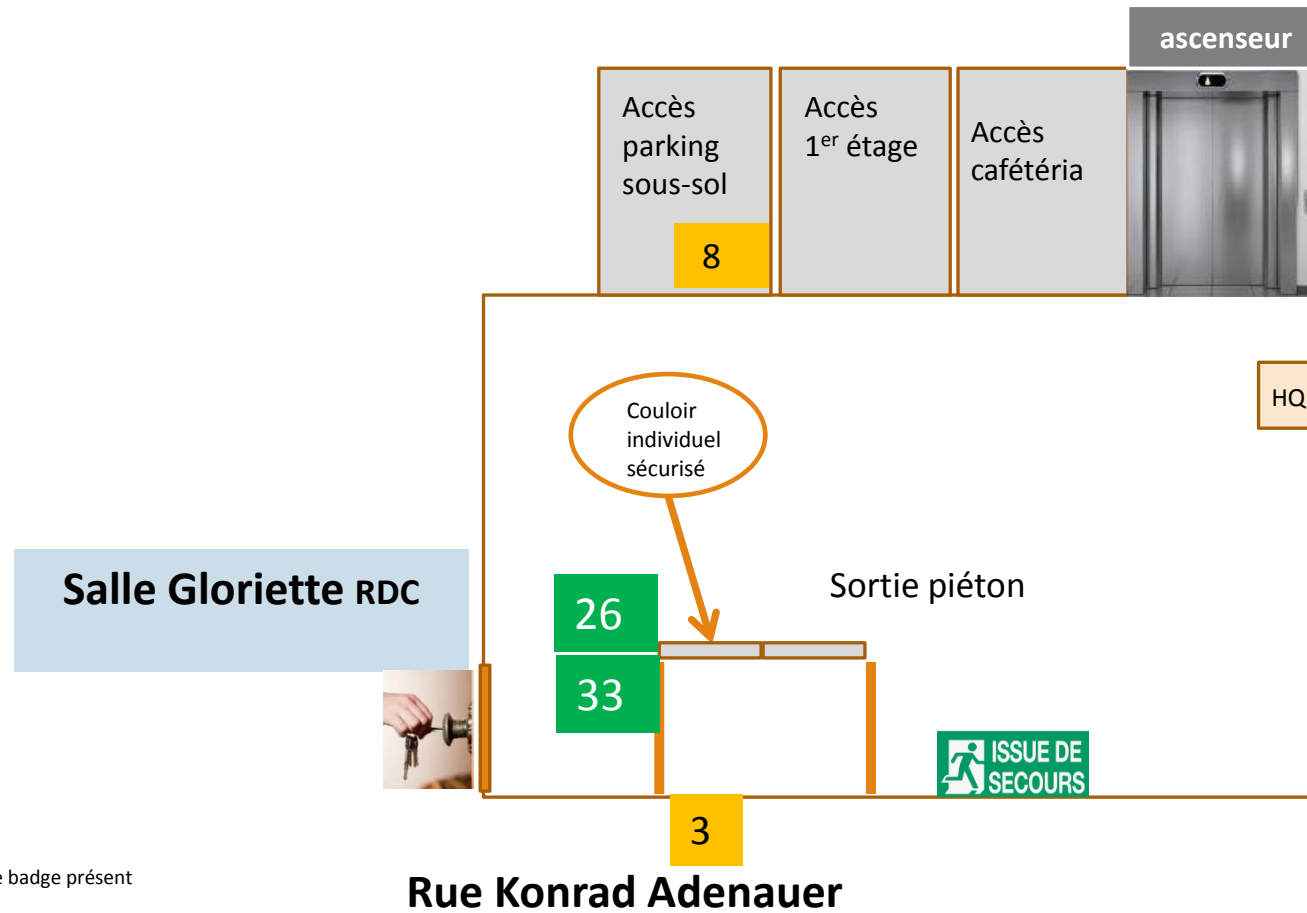 ascenseur
Accès
parking
sous-sol
8
Accès
1er étage
Accès
cafétéria
HQ
Couloir
individuel
sécurisé
Salle Gloriette RDC
26
33
Sortie piéton
ISSUE DE
SECOURS
3
badge présent
Rue Konrad Adenauer